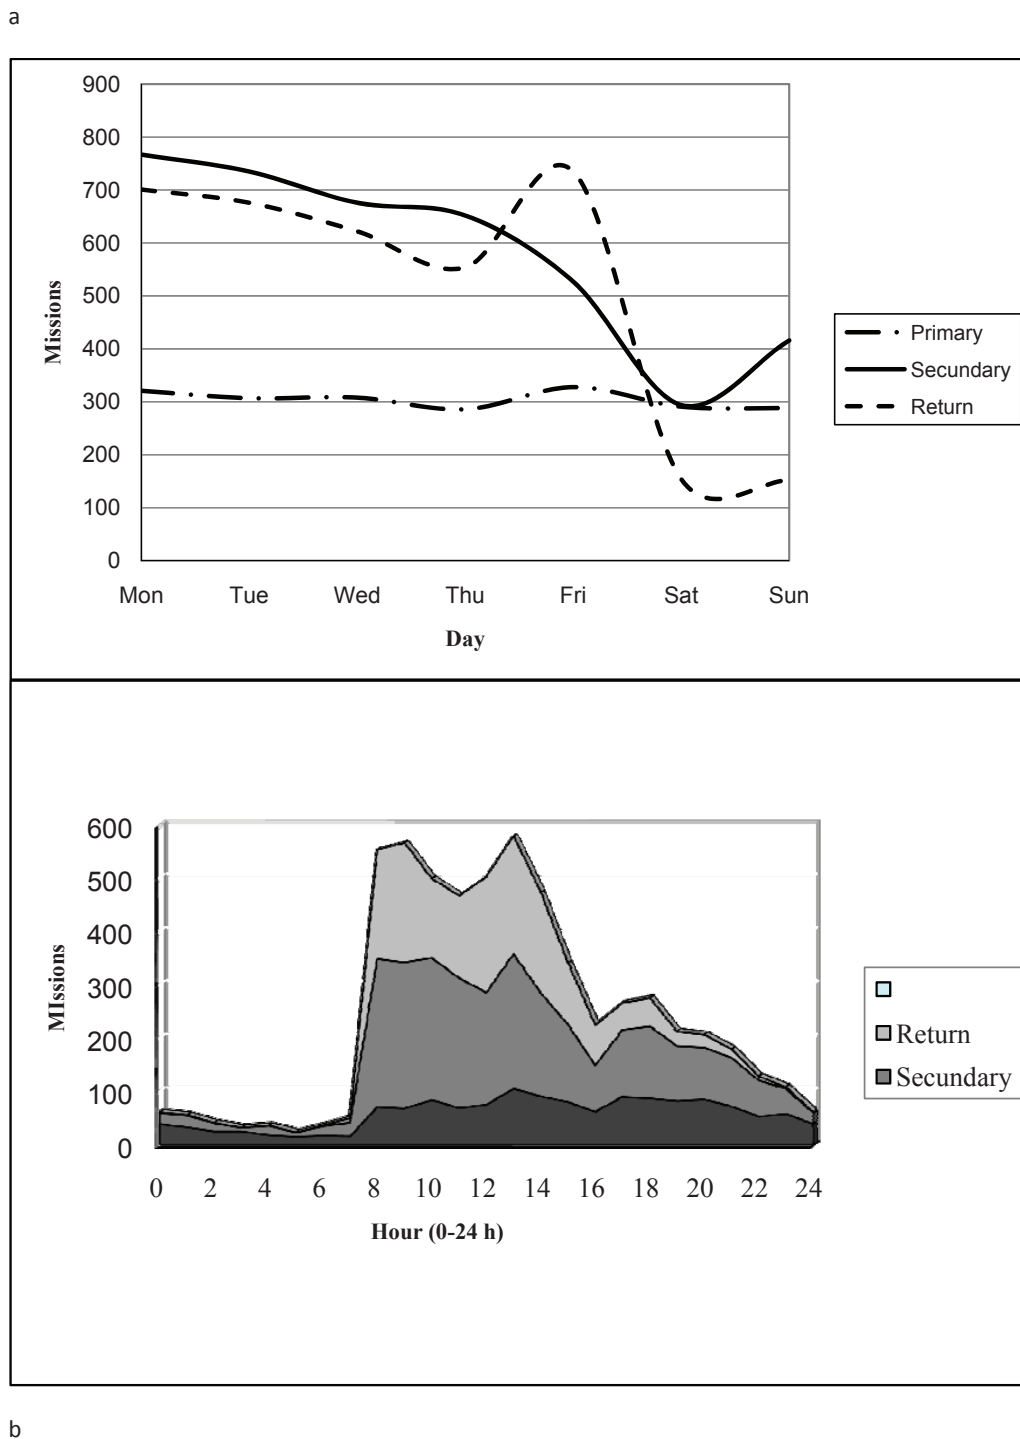 a
900
800
700
600
500
400
300
200
100
0
Missions
Mon Tue Wed Thu Fri Sat Sun
Day
Primary
Secundary
Return
600
500
400
300
200
100
0
MIssions
0 2 4 6 8 10 12 14 16 18 20 22 24
Hour (0-24 h)
Return
Secundary
b